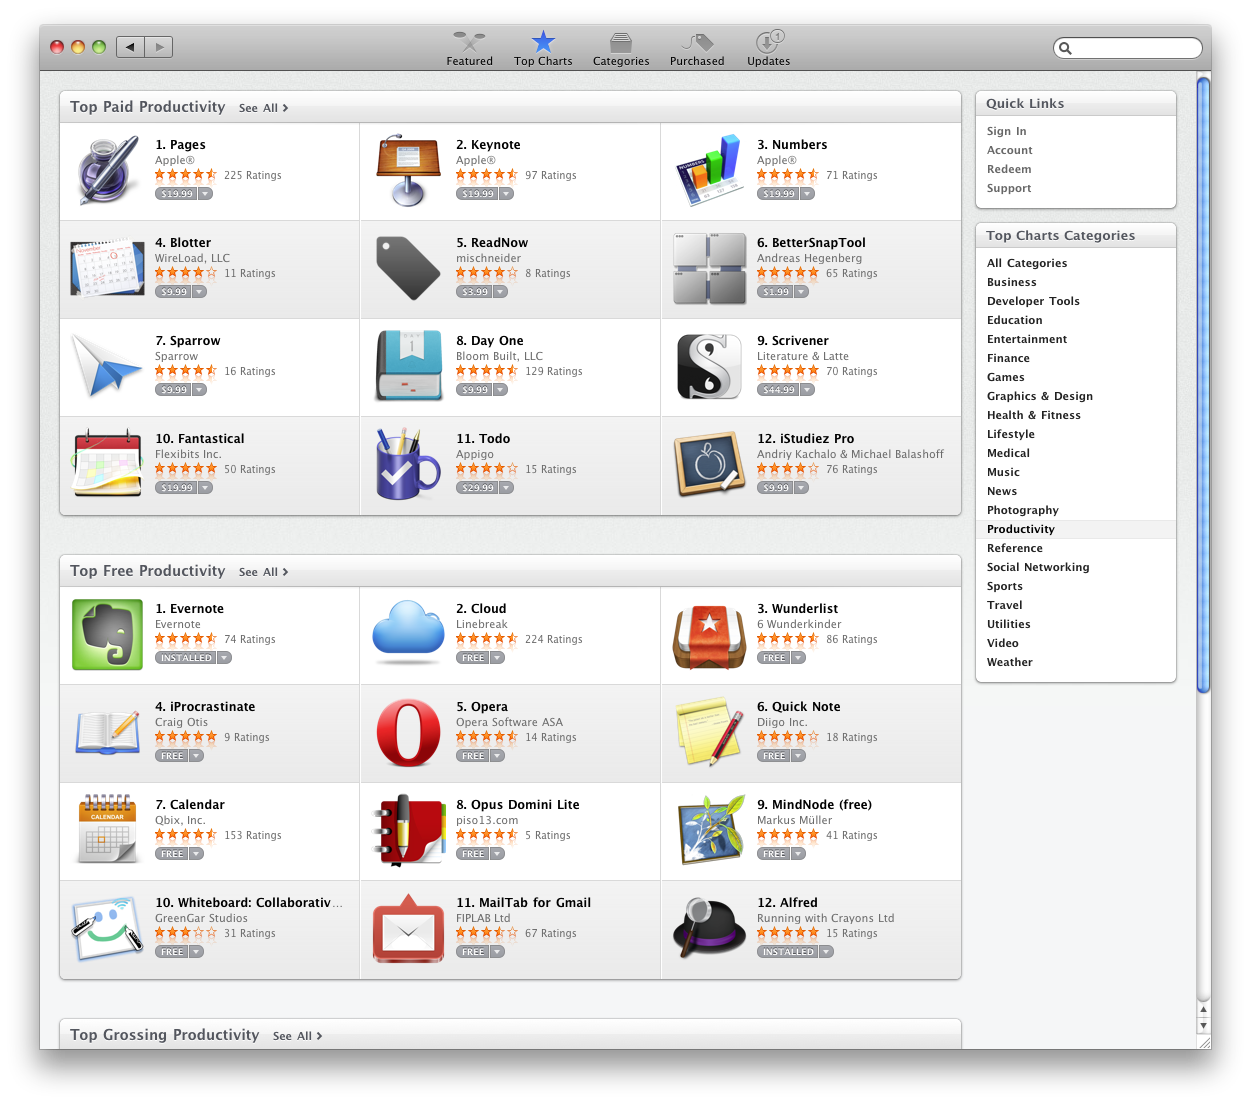 Featured
Top Charts
Categories
Purchased
Updates
1
Top Paid Productivity See All
1. Pages
Apple®
225 Ratings
$19.99
2. Keynote
Apple®
97 Ratings
$19.99
3. Numbers
Apple®
71 Ratings
$19.99
4. Blotter
WireLoad, LLC
11 Ratings
$9.99
5. ReadNow
mischneider
8 Ratings
$3.99
6. BetterSnapTool
Andreas Hegenberg
65 Ratings
$1.99
7. Sparrow
Sparrow
16 Ratings
$9.99
8. Day One
Bloom Built, LLC
129 Ratings
$9.99
9. Scrivener
Literature & Latte
70 Ratings
$44.99
10. Fantastical
Flexibits Inc.
50 Ratings
$19.99
11. Todo
Appigo
15 Ratings
$29.99
12. iStudiez Pro
Andriy Kachalo & Michael Balashoff
76 Ratings
$9.99
Top Free Productivity See All
1. Evernote
Evernote
74 Ratings
INSTALLED
2. Cloud
Linebreak
224 Ratings
FREE
3. Wunderlist
6 Wunderkinder
86 Ratings
FREE
4. iProcrastinate
Craig Otis
9 Ratings
FREE
5. Opera
Opera Software ASA
14 Ratings
FREE
6. Quick Note
Diigo Inc.
18 Ratings
FREE
CALENDAR
7. Calendar
Qbix, Inc.
153 Ratings
FREE
8. Opus Domini Lite
piso13.com
5 Ratings
FREE
9. MindNode (free)
Markus Müller
41 Ratings
FREE
10. Whiteboard: Collaborativ...
GreenGar Studios
31 Ratings
FREE
11. MailTab for Gmail
FIPLAB Ltd
67 Ratings
FREE
12. Alfred
Running with Crayons Ltd
15 Ratings
INSTALLED
Top Grossing Productivity See All
Quick Links
Sign In
Account
Redeem
Support
Top Charts Categories
All Categories
Business
Developer Tools
Education
Entertainment
Finance
Games
Graphics & Design
Health & Fitness
Lifestyle
Medical
Music
News
Photography
Productivity
Reference
Social Networking
Sports
Travel
Utilities
Video
Weather